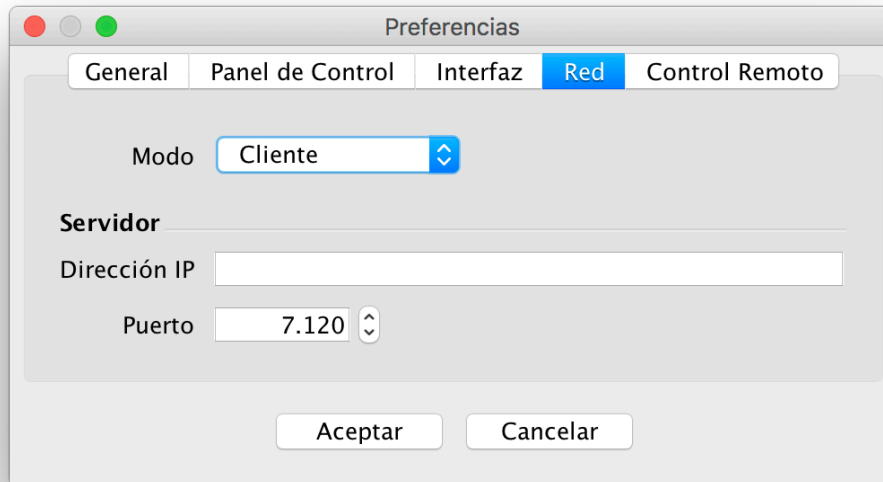 Preferencias
General Panel de Control Interfaz Red Control Remoto
Modo Cliente
Servidor
Dirección IP
Puerto 7.120
Aceptar Cancelar